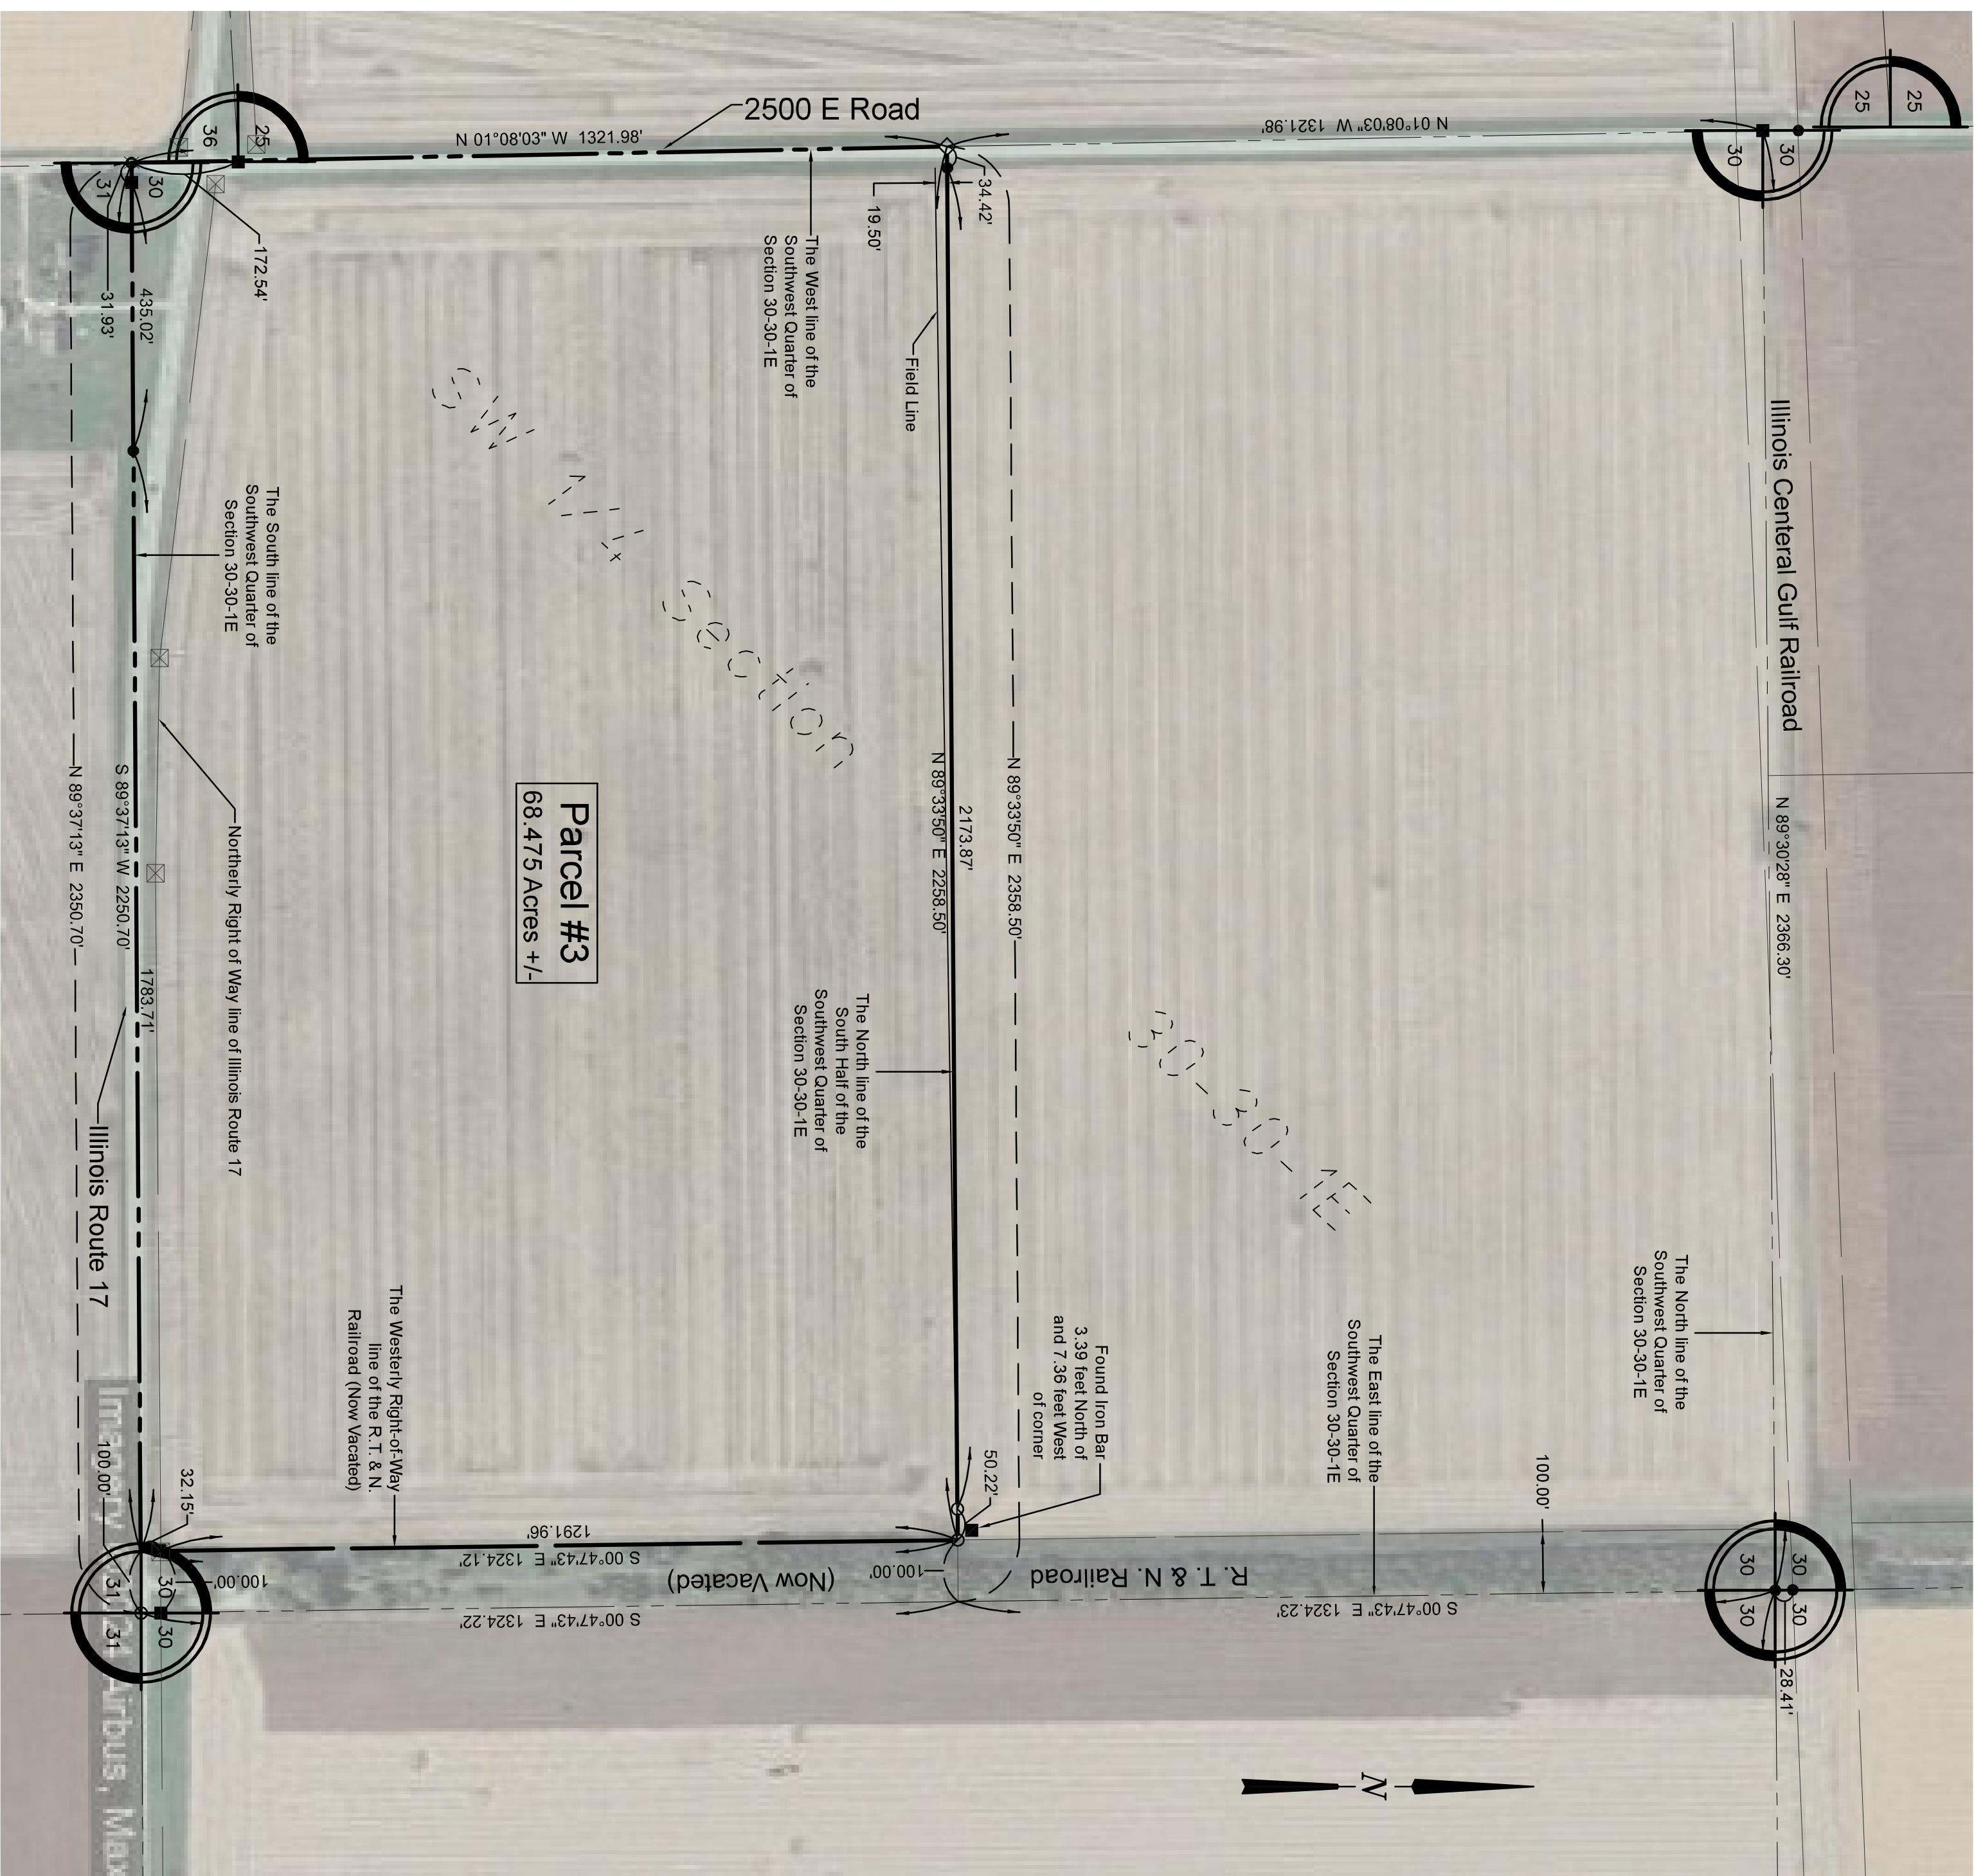 2500 E Road
N 01°08'03" W 1321.98'
N 01°08'03" W 1321.98'
36
25
31
30
25
25
30
30
172.54'
435.02'
31.93'
34.42'
19.50'
The West line of the
Southwest Quarter of
Section 30-30-1E
Field Line
SW 1/4 Section 30-30-1E
Illinois Centeral Gulf Railroad
N 89°30'28" E 2366.30'
The North line of the
Southwest Quarter of
Section 30-30-1E
N 89°33'50" E 2358.50'
2173.87'
N 89°33'50" E 2258.50'
The North line of the
South Half of the
Southwest Quarter of
Section 30-30-1E
Parcel #3
68.475 Acres +/-
The South line of the
Southwest Quarter of
Section 30-30-1E
Northerly Right of Way line of Illinois Route 17
S 89°37'13" W 2250.70'
1783.71'
N 89°37'13" E 2350.70'
Illinois Route 17
The Westerly Right-of-Way
line of the R.T.& N.
Railroad (Now Vacated)
Found Iron Bar
3.39 feet North of
and 7.36 feet West
of corner
50.22'
The East line of the
Southwest Quarter of
Section 30-30-1E
100.00'
32.15'
100.00'
100.00'
100.00'
1291.96'
S 00°47'43" E 1324.12'
R. T. & N. Railroad
(Now Vacated)
S 00°47'43" E 1324.22'
S 00°47'43" E 1324.23'
31
30
31
30
30
30
30
30
28.41'
N
Airbus,